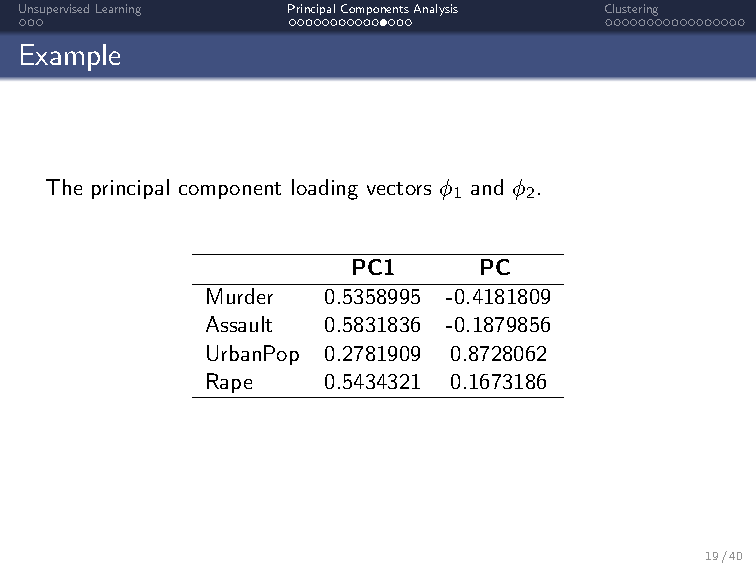 Unsupervised Learning Principal Components Analysis Clustering
Example
The principal component loading vectors ϕ1 and ϕ2.
PC1 PC
Murder 0.5358995 -0.4181809
Assault 0.5831836 -0.1879856
UrbanPop 0.2781909 0.8728062
Rape 0.5434321 0.1673186
19 / 40